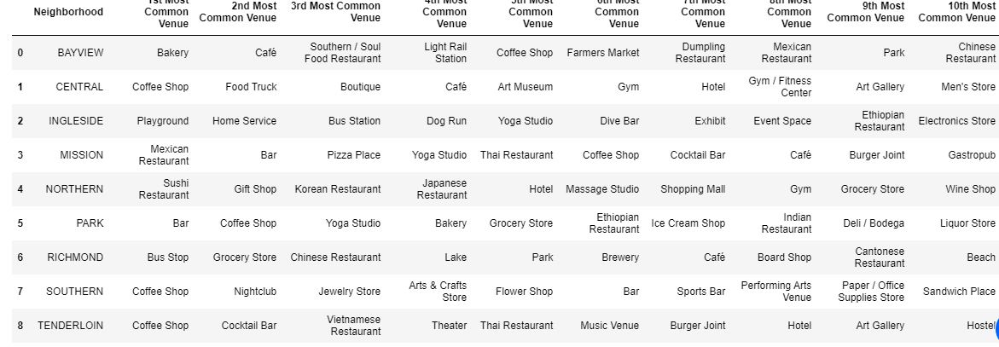 Neighborhood 1st Most Common Venue 2nd Most Common Venue 3rd Most Common Venue 4th Most Common Venue 5th Most Common Venue 6th Most Common Venue 7th Most Common Venue 8th Most Common Venue 9th Most Common Venue 10th Most Common Venue
0 BAYVIEW Bakery Café Southern / Soul Food Restaurant Light Rail Station Coffee Shop Farmers Market Dumpling Restaurant Mexican Restaurant Park Chinese Restaurant
1 CENTRAL Coffee Shop Food Truck Boutique Café Art Museum Gym Hotel Gym / Fitness Center Art Gallery Men's Store
2 INGLESIDE Playground Home Service Bus Station Dog Run Yoga Studio Dive Bar Exhibit Event Space Ethiopian Restaurant Electronics Store
3 MISSION Mexican Restaurant Bar Pizza Place Yoga Studio Thai Restaurant Coffee Shop Cocktail Bar Café Burger Joint Gastropub
4 NORTHERN Sushi Restaurant Gift Shop Korean Restaurant Japanese Restaurant Hotel Massage Studio Shopping Mall Gym Grocery Store Wine Shop
5 PARK Bar Coffee Shop Yoga Studio Bakery Grocery Store Ethiopian Restaurant Ice Cream Shop Indian Restaurant Deli / Bodega Liquor Store
6 RICHMOND Bus Stop Grocery Store Chinese Restaurant Lake Park Brewery Café Board Shop Cantonese Restaurant Beach
7 SOUTHERN Coffee Shop Nightclub Jewelry Store Arts & Crafts Store Flower Shop Bar Sports Bar Performing Arts Venue Paper / Office Supplies Store Sandwich Place
8 TENDERLOIN Coffee Shop Cocktail Bar Vietnamese Restaurant Theater Thai Restaurant Music Venue Burger Joint Hotel Art Gallery Hostel